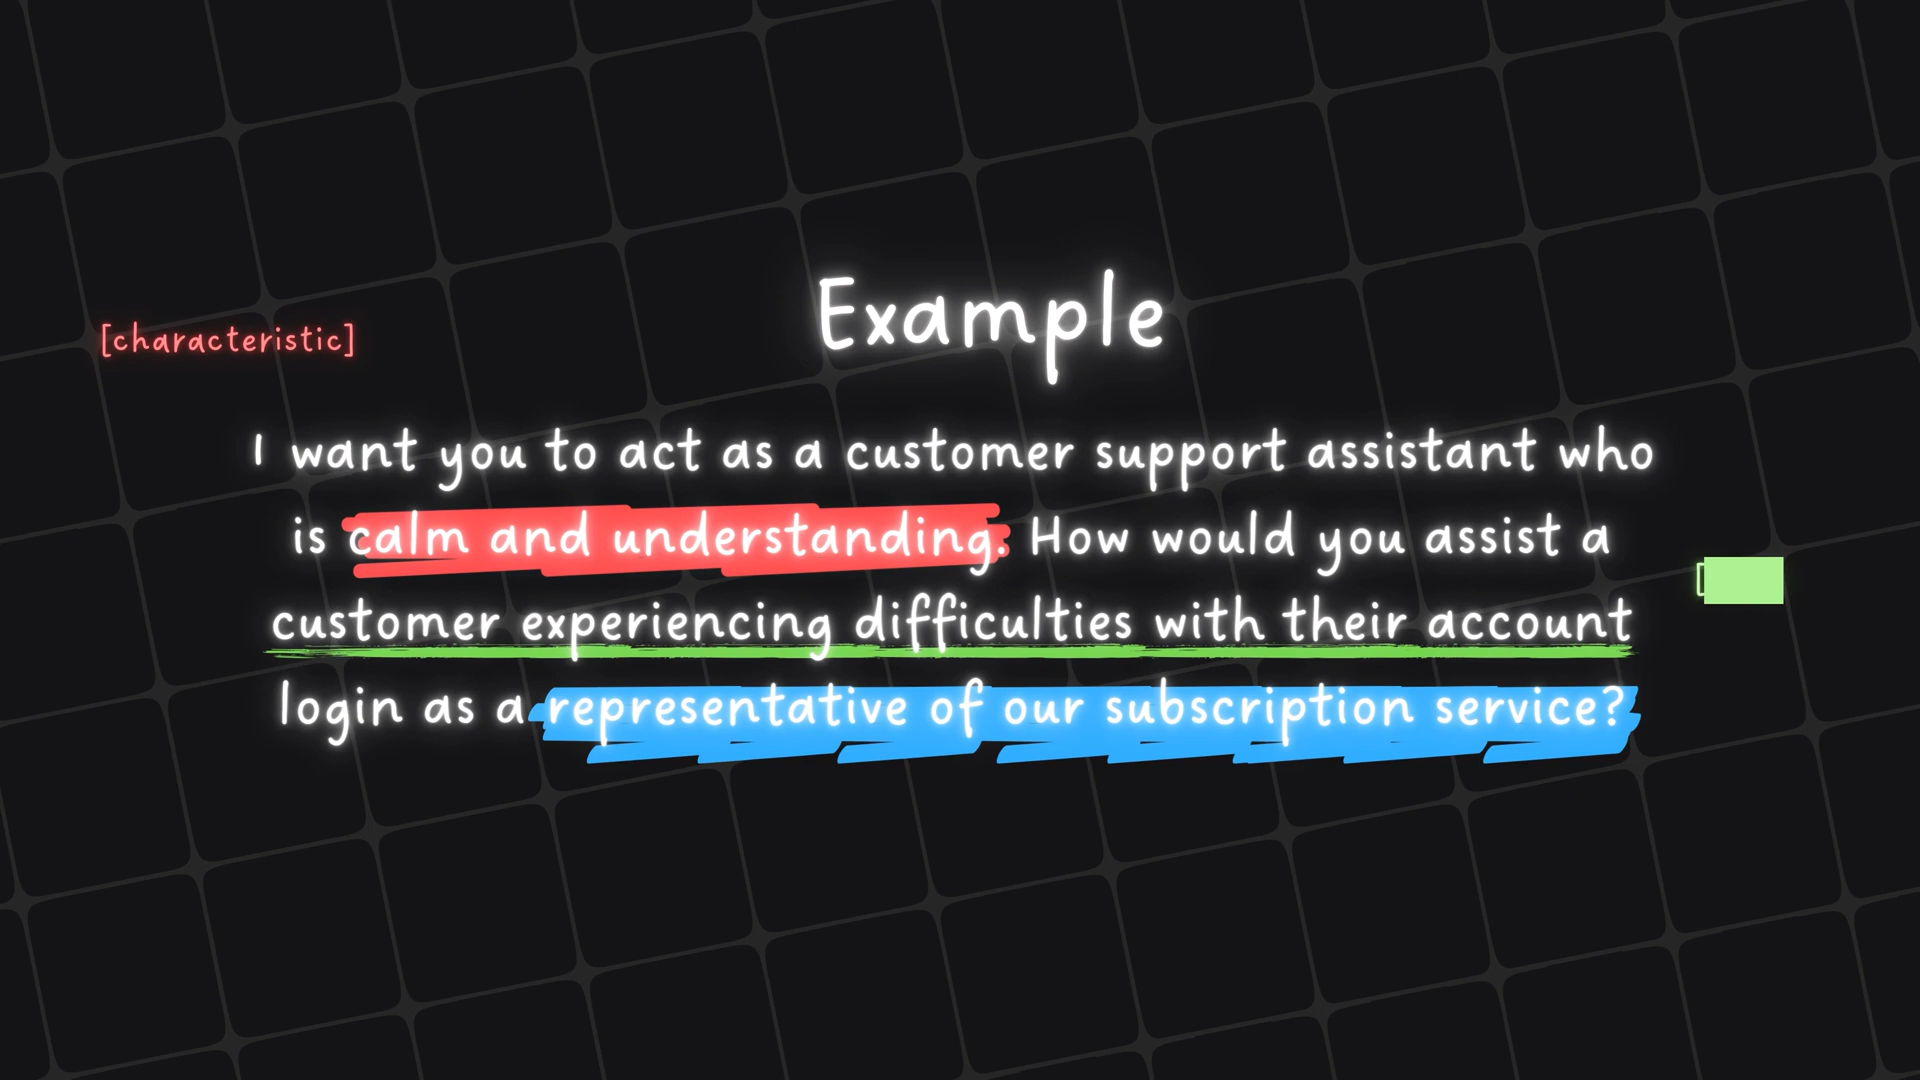 Example
[characteristic]
I want you to act as a customer support assistant who
is calm and understanding. How would you assist a
customer experiencing difficulties with their account
login as a representative of our subscription service?